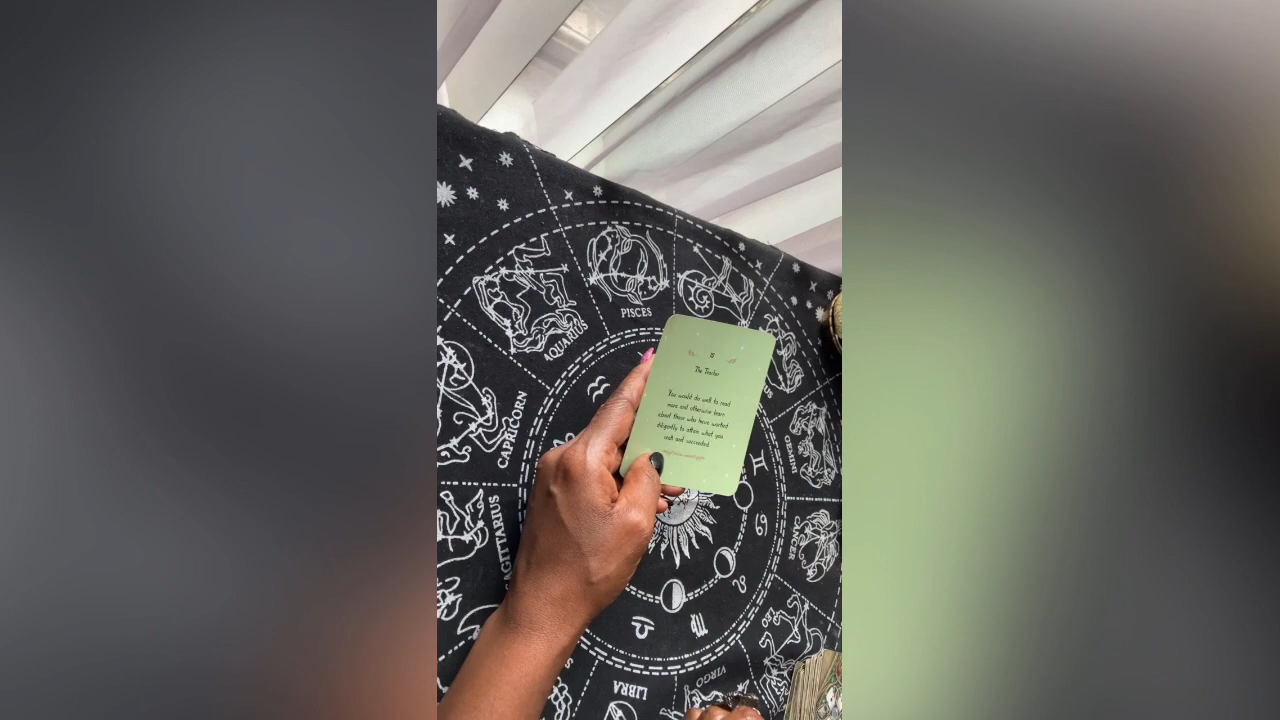 PISCES
AQUARIUS
The Teacher
You would do well to read
more and otherwise learn
about those who have worked
diligently to attain what you
craft and succeeded.
CAPRICORN
GEMINI
SAGITTARIUS
CANCER
VIRGO
LIBRA